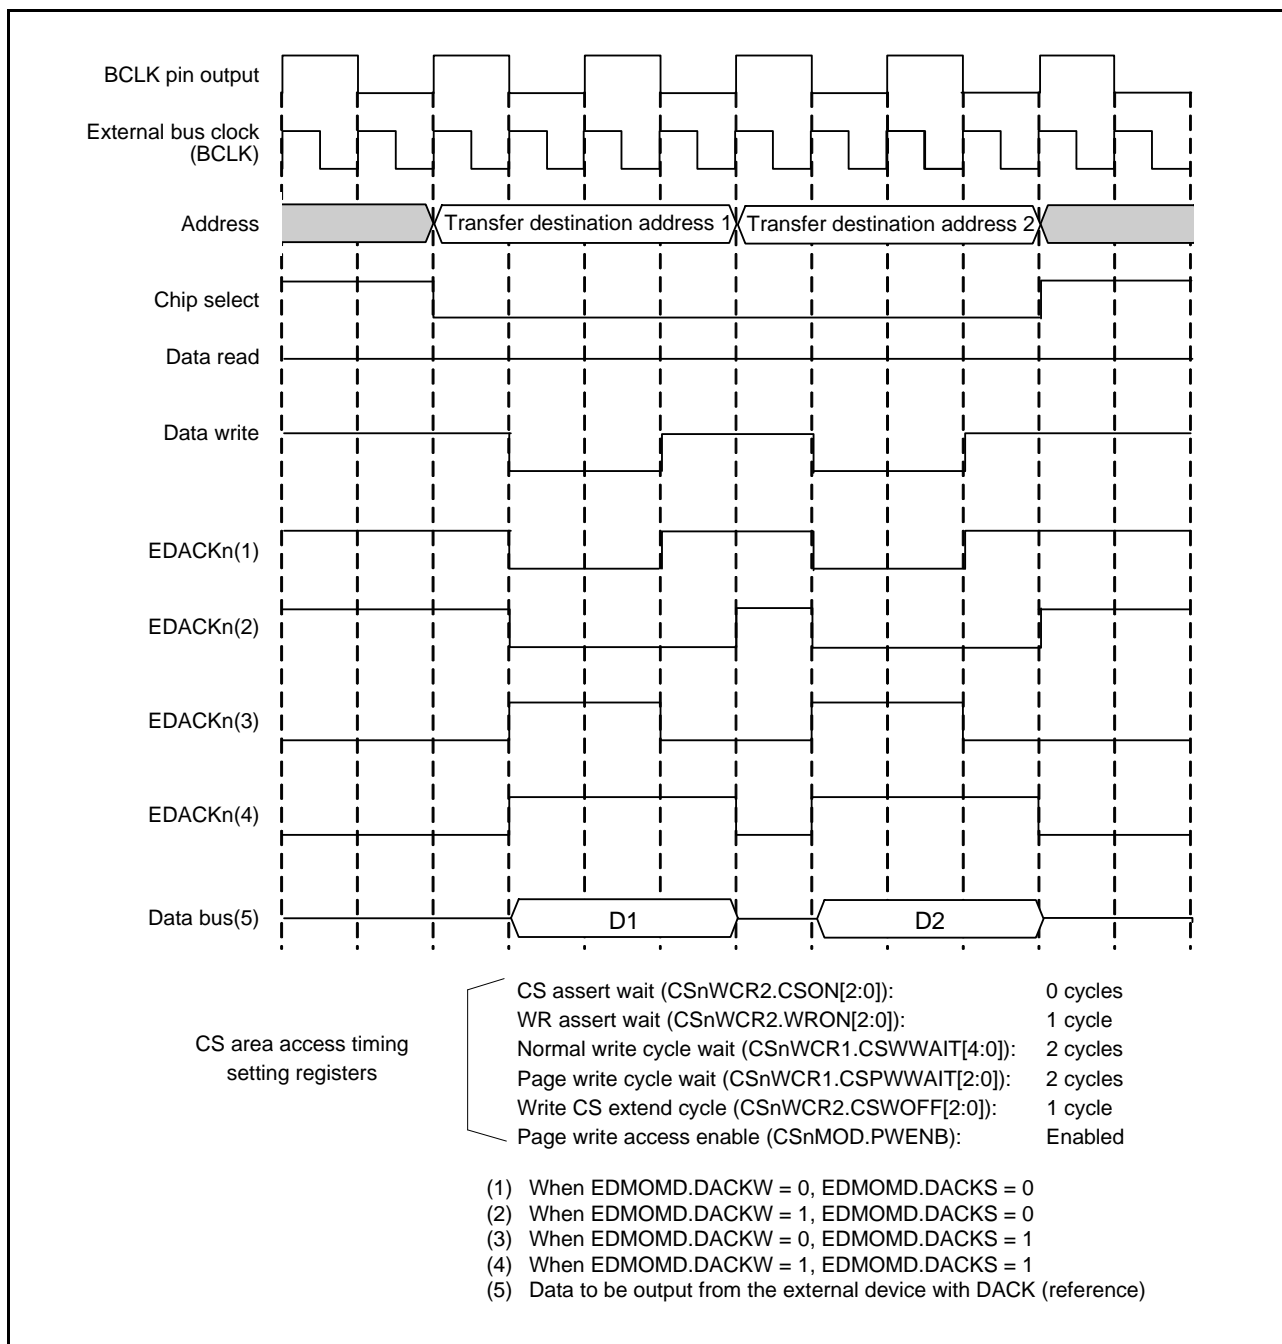 BCLK pin output
External bus clock
(BCLK)
Address
Transfer destination address 1
Transfer destination address 2
Chip select
Data read
Data write
EDACKn(1)
EDACKn(2)
EDACKn(3)
EDACKn(4)
Data bus(5)
D1
D2
CS area access timing
setting registers
CS assert wait (CSnWCR2.CSON[2:0]): 0 cycles
WR assert wait (CSnWCR2.WRON[2:0]): 1 cycle
Normal write cycle wait (CSnWCR1.CSWWAIT[4:0]): 2 cycles
Page write cycle wait (CSnWCR1.CSPWWAIT[2:0]): 2 cycles
Write CS extend cycle (CSnWCR2.CSWOFF[2:0]): 1 cycle
Page write access enable (CSnMOD.PWENB): Enabled
(1) When EDMOMD.DACKW = 0, EDMOMD.DACKS = 0
(2) When EDMOMD.DACKW = 1, EDMOMD.DACKS = 0
(3) When EDMOMD.DACKW = 0, EDMOMD.DACKS = 1
(4) When EDMOMD.DACKW = 1, EDMOMD.DACKS = 1
(5) Data to be output from the external device with DACK (reference)